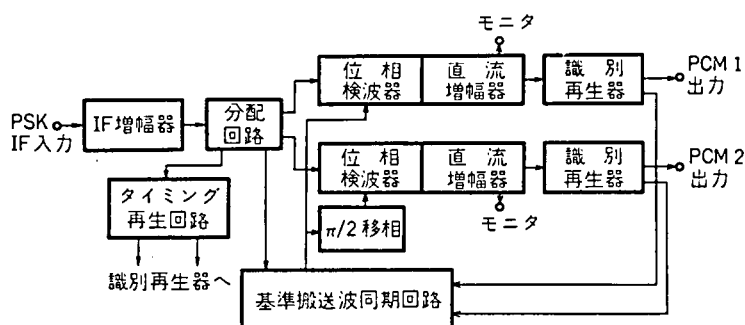 モニタ
位相
検波器
直流
増幅器
識別
再生器
PCM 1
出力
PSK
IF入力
IF増幅器
分配
回路
位相
検波器
直流
増幅器
識別
再生器
PCM 2
出力
タイミング
再生回路
π/2移相
モニタ
識別再生器へ
基準搬送波同期回路